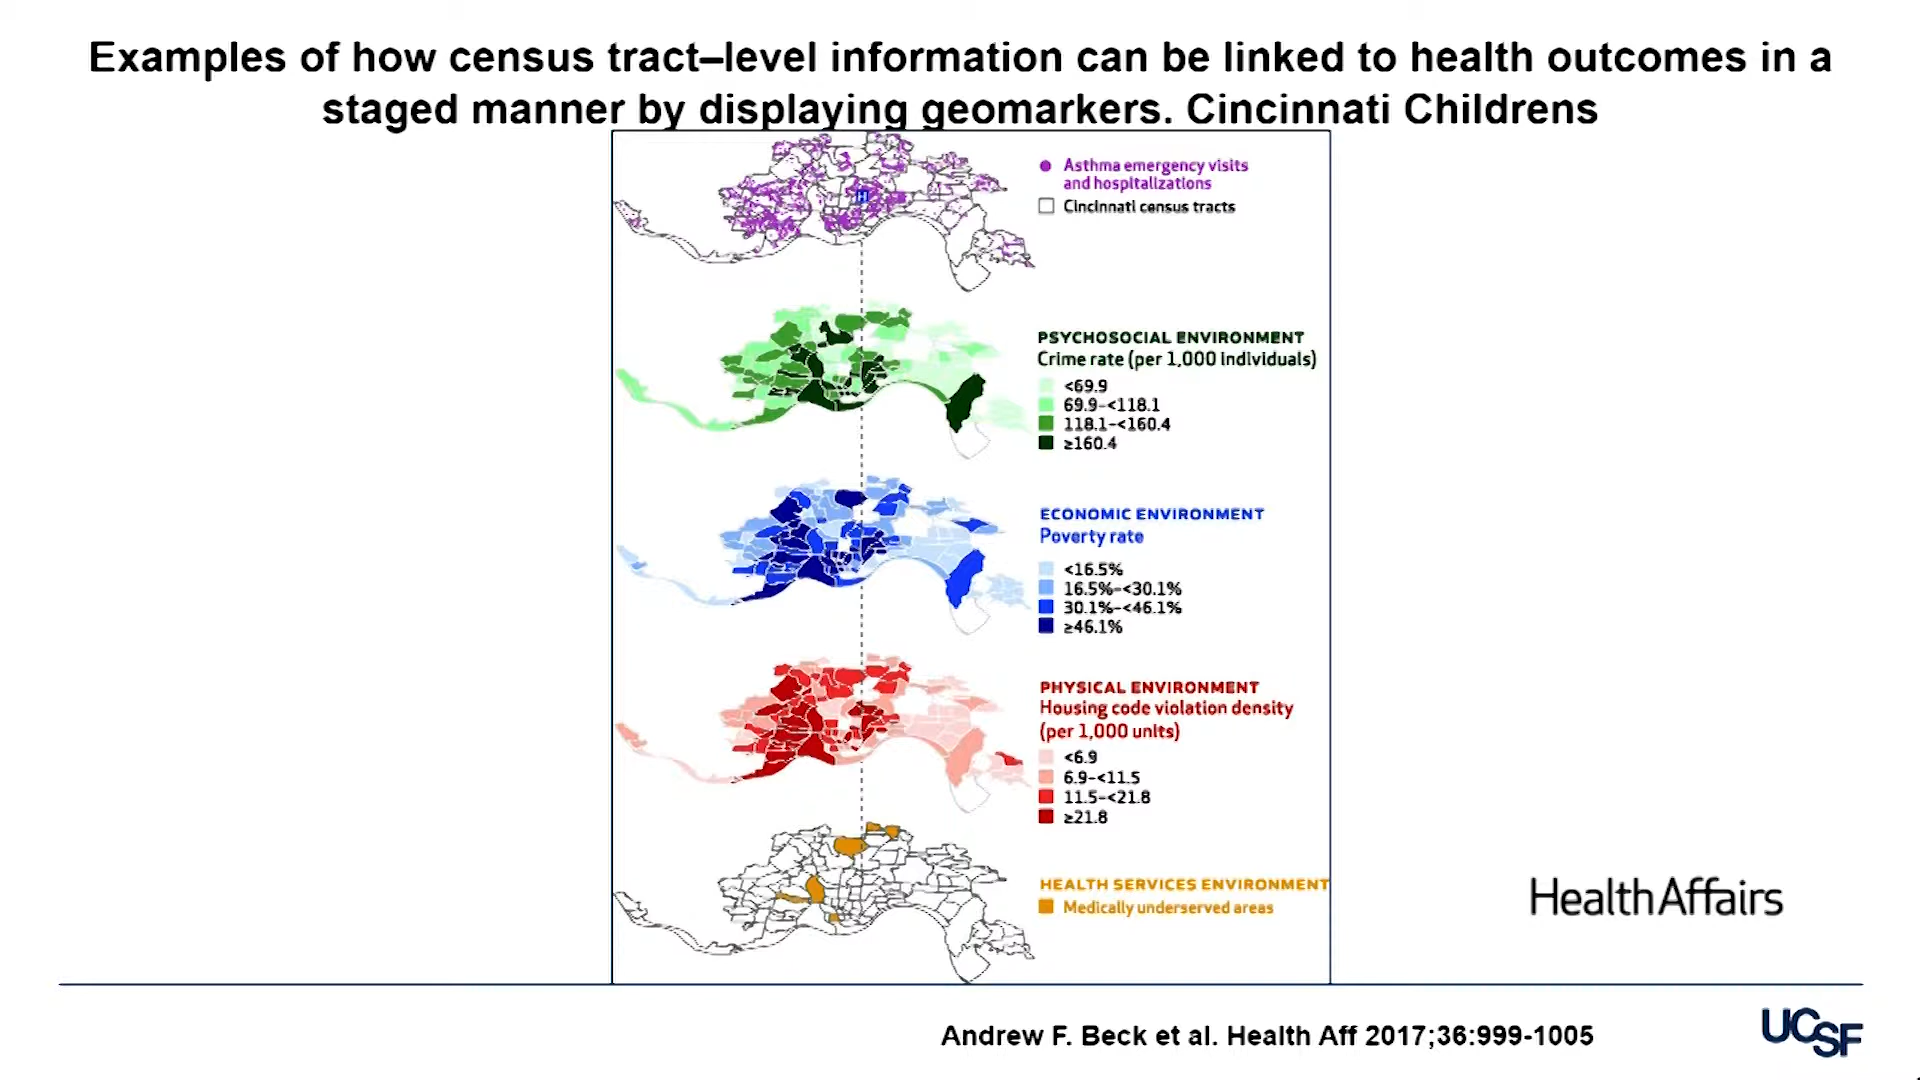 Examples of how census tract–level information can be linked to health outcomes in a
staged manner by displaying geomarkers. Cincinnati Childrens
Asthma emergency visits
and hospitalizations
Cincinnati census tracts
H
PSYCHOSOCIAL ENVIRONMENT
Crime rate (per 1,000 individuals)
<69.9
69.9–<118.1
118.1–<160.4
≥160.4
ECONOMIC ENVIRONMENT
Poverty rate
<16.5%
16.5%–<30.1%
30.1%–<46.1%
≥46.1%
PHYSICAL ENVIRONMENT
Housing code violation density
(per 1,000 units)
<6.9
6.9–<11.5
11.5–<21.8
≥21.8
HEALTH SERVICES ENVIRONMENT
Medically underserved areas
HealthAffairs
Andrew F. Beck et al. Health Aff 2017;36:999-1005
UCSF